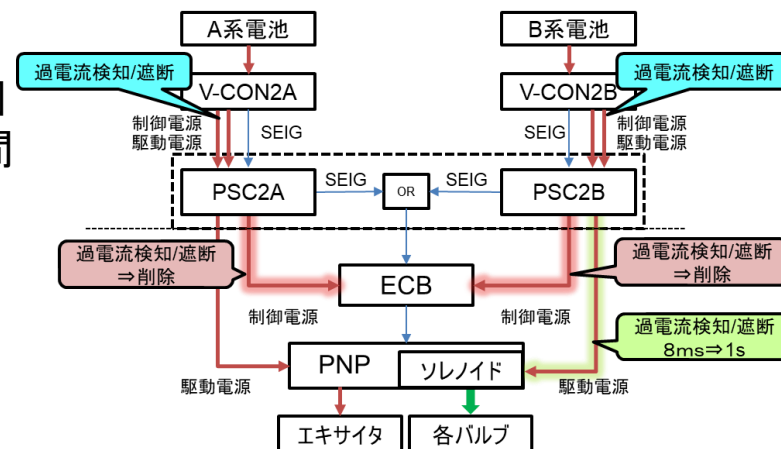 A系電池
B系電池
過電流検知/遮断
V-CON2A
V-CON2B
過電流検知/遮断
制御電源
駆動電源
SEIG
SEIG
制御電源
駆動電源
間
PSC2A
SEIG
OR
SEIG
PSC2B
過電流検知/遮断
⇒削除
ECB
過電流検知/遮断
⇒削除
制御電源
制御電源
過電流検知/遮断
8ms⇒1s
PNP
ソレノイド
駆動電源
駆動電源
エキサイタ
各バルブ